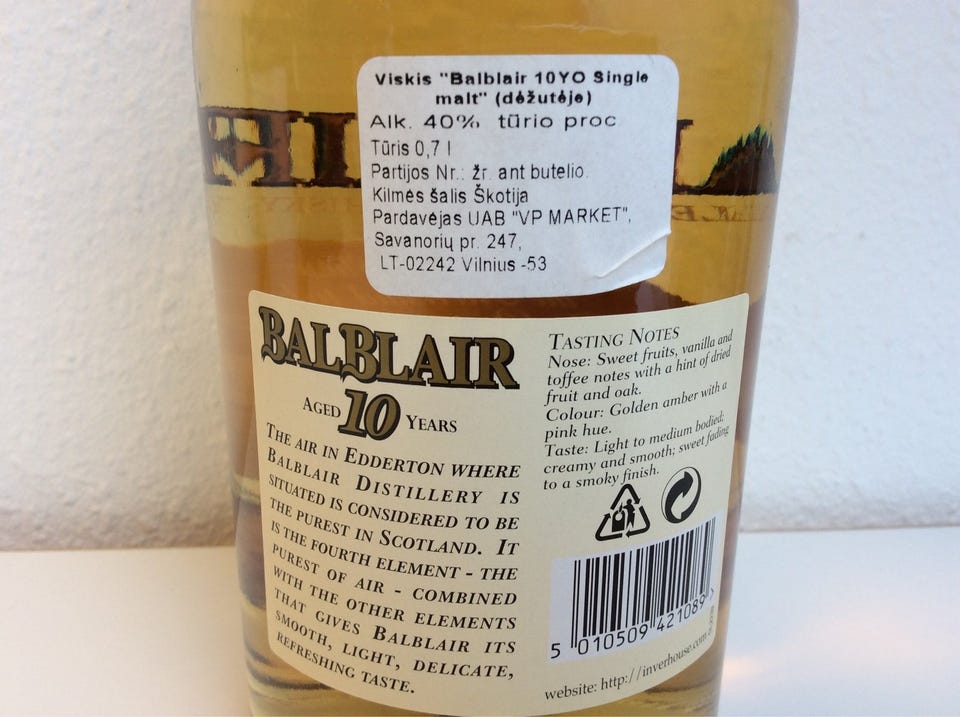 Viskis "Balblair 10YO Single
malt" (dėžutėje)
Alk. 40% tūrio proc
Tūris 0,7 l
Partijos Nr.: žr. ant butelio.
Kilmės šalis Škotija
Pardavėjas UAB "VP MARKET",
Savanorių pr. 247,
LT-02242 Vilnius -53
BALBLAIR
AGED 10 YEARS
THE AIR IN EDDERTON WHERE
BALBLAIR DISTILLERY IS
SITUATED IS CONSIDERED TO BE
THE PUREST IN SCOTLAND. IT
IS THE FOURTH ELEMENT - THE
PUREST OF AIR - COMBINED
WITH THE OTHER ELEMENTS
THAT GIVES BALBLAIR ITS
SMOOTH, LIGHT, DELICATE,
REFRESHING TASTE.
TASTING NOTES
Nose: Sweet fruits, vanilla and
toffee notes with a hint of dried
fruit and oak.
Colour: Golden amber with a
pink hue.
Taste: Light to medium bodied;
creamy and smooth; sweet fading
to a smoky finish.
5 010509 421089 >
website: http://inverhouse.com